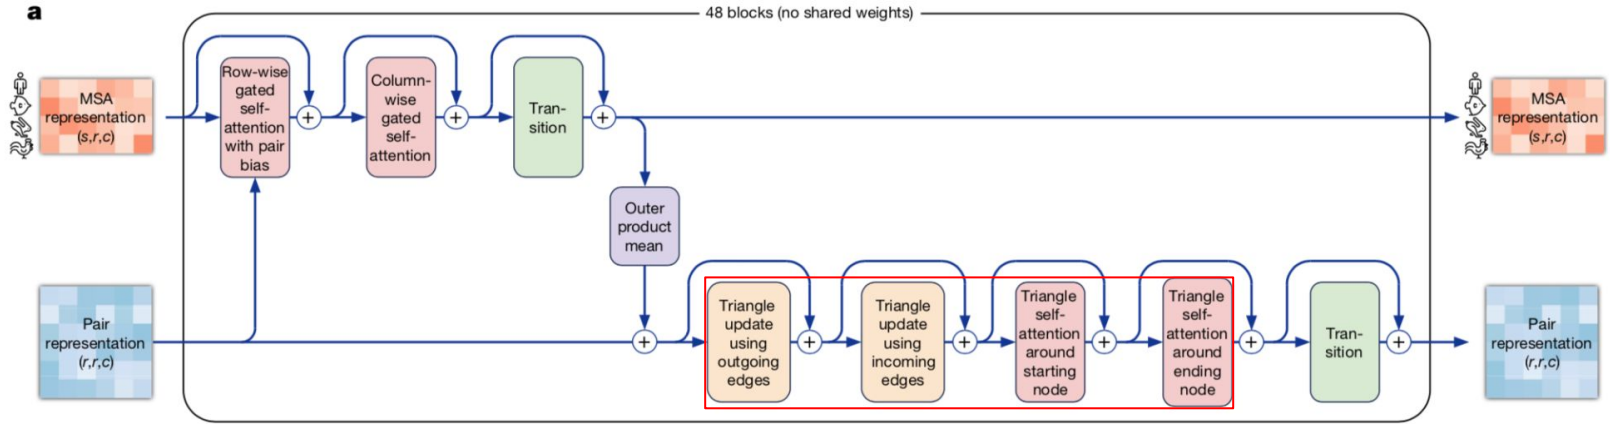 a
48 blocks (no shared weights)
MSA
representation
(s,r,c)
Row-wise
gated
self-
attention
with pair
bias
+
Column-
wise
gated
self-
attention
+
Tran-
sition
+
MSA
representation
(s,r,c)
Outer
product
mean
Pair
representation
(r,r,c)
+
Triangle
update
using
outgoing
edges
+
Triangle
update
using
incoming
edges
+
Triangle
self-
attention
around
starting
node
+
Triangle
self-
attention
around
ending
node
+
Tran-
sition
+
Pair
representation
(r,r,c)